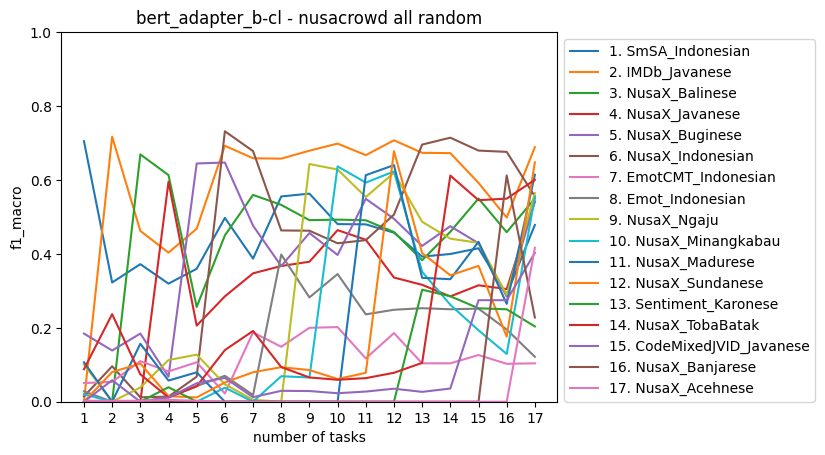 bert_adapter_b-cl - nusacrowd all random
f1_macro
1.0
0.8
0.6
0.4
0.2
0.0
1 2 3 4 5 6 7 8 9 10 11 12 13 14 15 16 17
number of tasks
1. SmSA_Indonesian
2. IMDb_Javanese
3. NusaX_Balinese
4. NusaX_Javanese
5. NusaX_Buginese
6. NusaX_Indonesian
7. EmotCMT_Indonesian
8. Emot_Indonesian
9. NusaX_Ngaju
10. NusaX_Minangkabau
11. NusaX_Madurese
12. NusaX_Sundanese
13. Sentiment_Karonese
14. NusaX_TobaBatak
15. CodeMixedJVID_Javanese
16. NusaX_Banjarese
17. NusaX_Acehnese